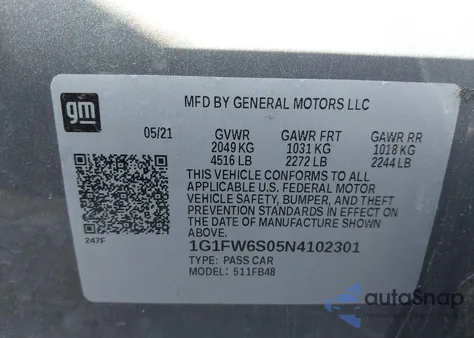 gm
MFD BY GENERAL MOTORS LLC
05/21 GVWR GAWR FRT GAWR RR
2049 KG 1031 KG 1018 KG
4516 LB 2272 LB 2244 LB
THIS VEHICLE CONFORMS TO ALL
APPLICABLE U.S. FEDERAL MOTOR
VEHICLE SAFETY, BUMPER, AND THEFT
PREVENTION STANDARDS IN EFFECT ON
THE DATE OF MANUFACTURE SHOWN
ABOVE.
247F
1G1FW6S05N4102301
TYPE: PASS CAR
MODEL: 511FB48
autoSnap